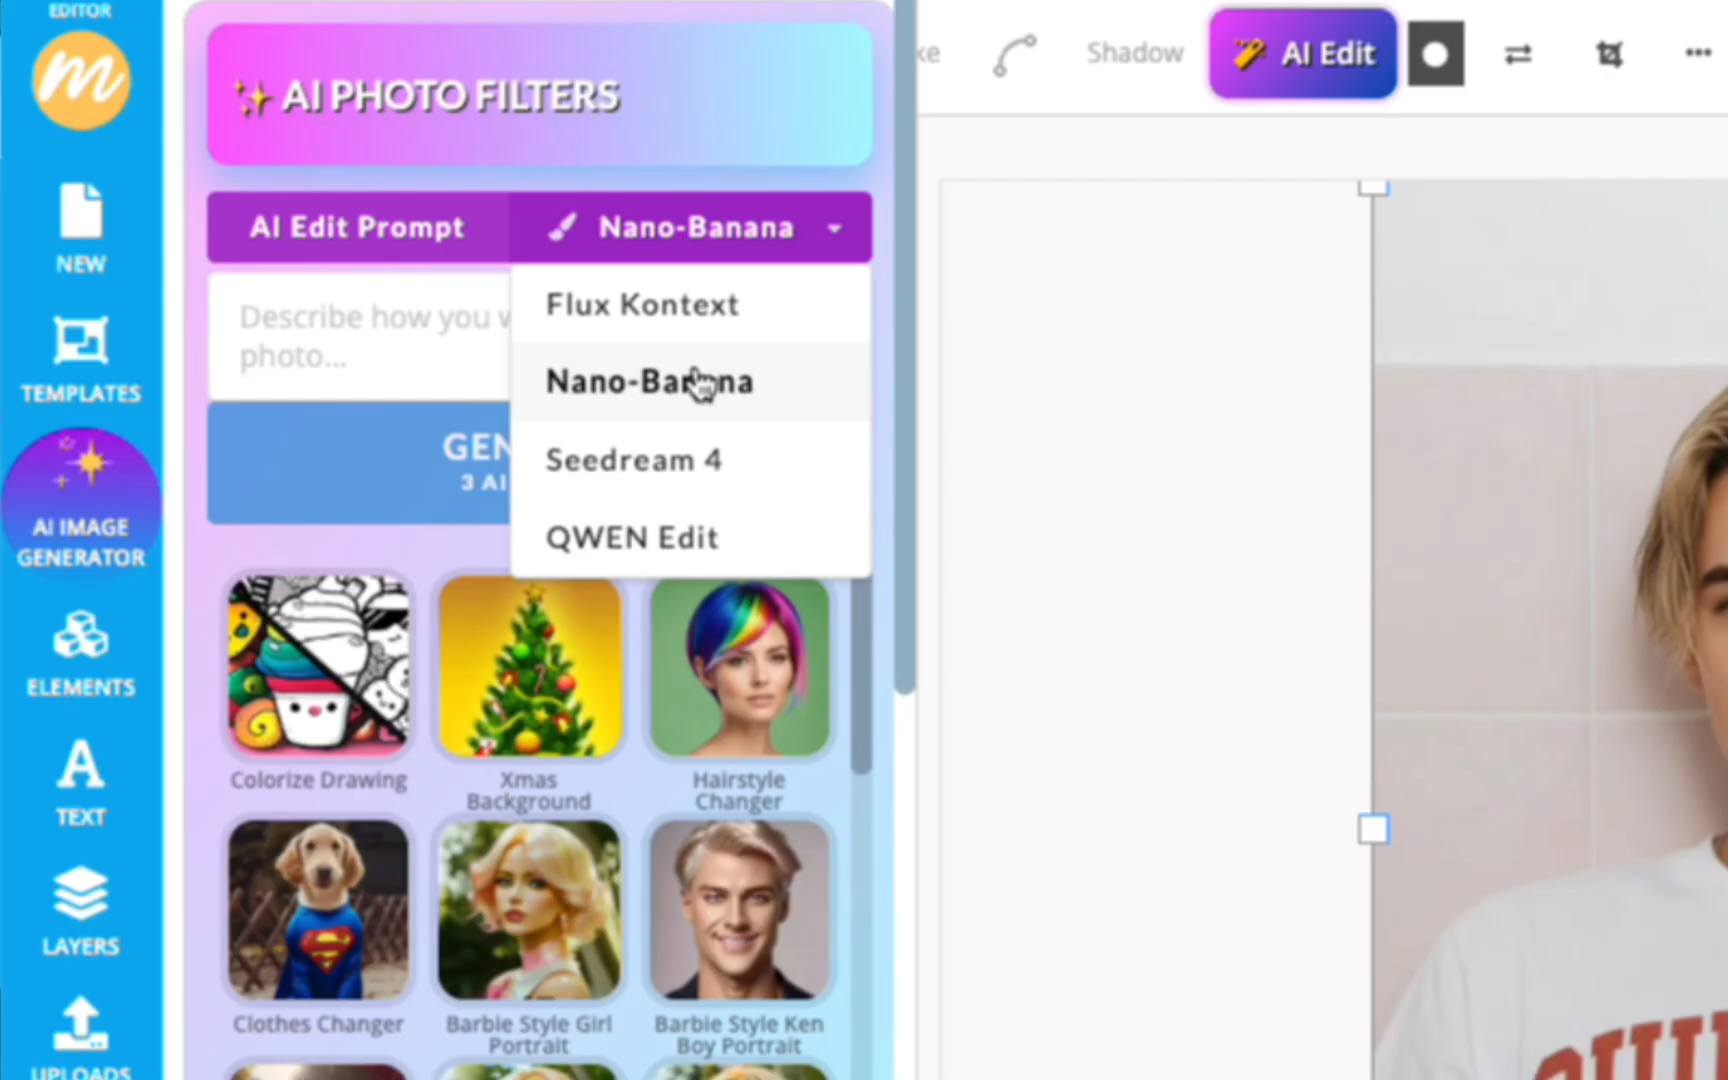 EDITOR
m
NEW
TEMPLATES
AI IMAGE
GENERATOR
ELEMENTS
TEXT
LAYERS
UPLOADS
AI PHOTO FILTERS
AI Edit Prompt
Nano-Banana
Describe how you
photo...
Flux Kontext
Nano-Banana
Seedream 4
QWEN Edit
GEN
3 AI
Colorize Drawing
Xmas
Background
Hairstyle
Changer
Clothes Changer
Barbie Style Girl
Portrait
Barbie Style Ken
Boy Portrait
ke
Shadow
AI Edit